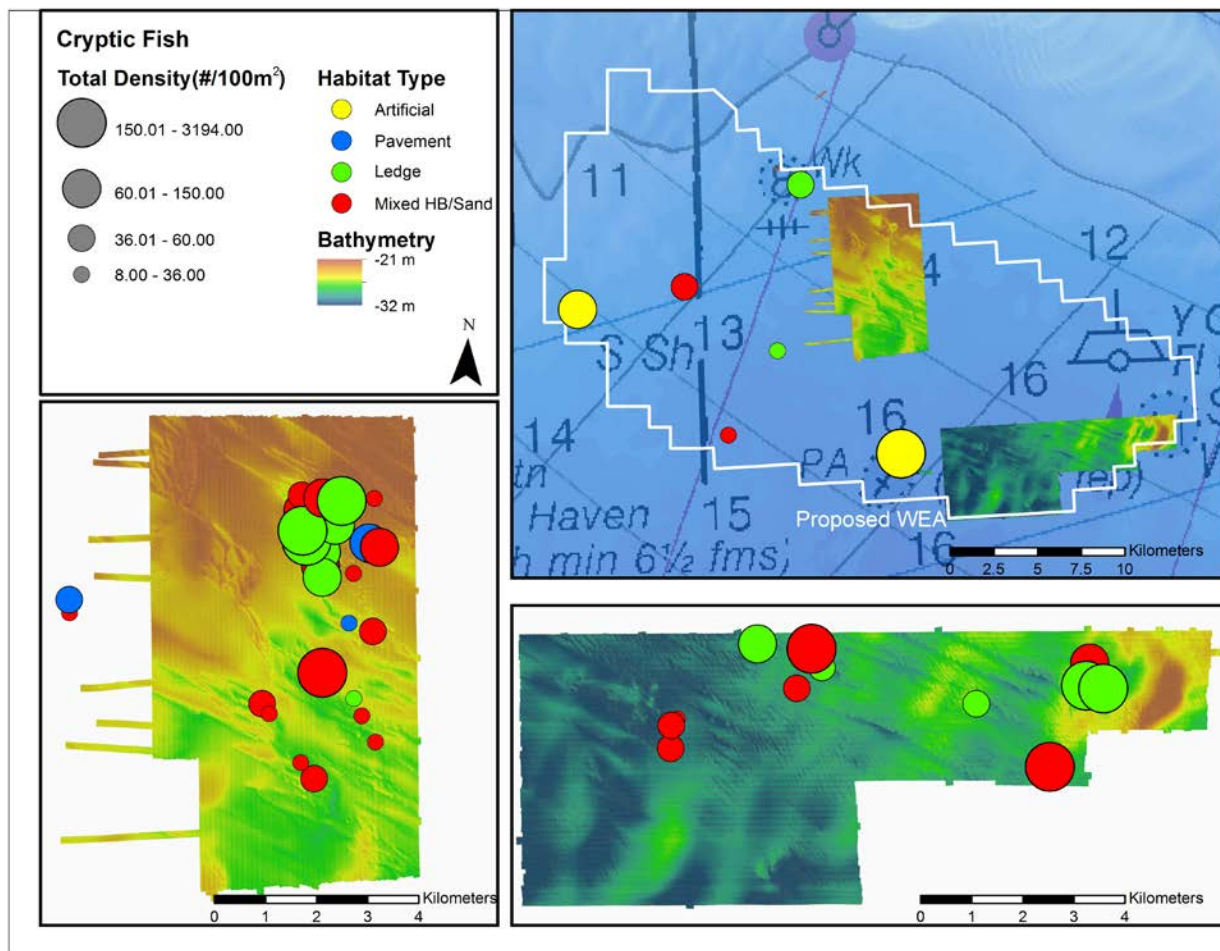 Cryptic Fish
Total Density(#/100m²)
150.01 - 3194.00
60.01 - 150.00
36.01 - 60.00
8.00 - 36.00
Habitat Type
Artificial
Pavement
Ledge
Mixed HB/Sand
Bathymetry
-21 m
-32 m
N
11
Wk
12
4
S Sh
13
16
16
14
PA
rep)
Haven
15
Proposed WEA
16
h min 6½ fms
Kilometers
0 2.5 5 7.5 10
Kilometers
0 1 2 3 4
Kilometers
0 1 2 3 4